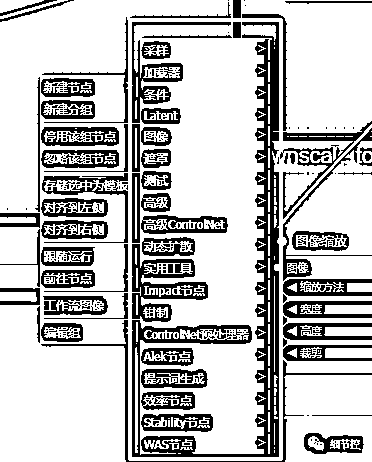 新建节点
新建分组
停用该组节点
忽略该组节点
存储选中为模板
对齐到左侧
对齐到右侧
跟随运行
前往节点
工作流图像
编辑组
采样
加载器
条件
Latent
图像
遮罩
测试
高级
高级ControlNet
动态扩散
实用工具
Impact节点
钳制
ControlNet预处理器
Alek节点
提示词生成
效率节点
Stability节点
WAS节点
wnscale
图像缩放
图像
缩放方法
宽度
高度
裁剪
细节控